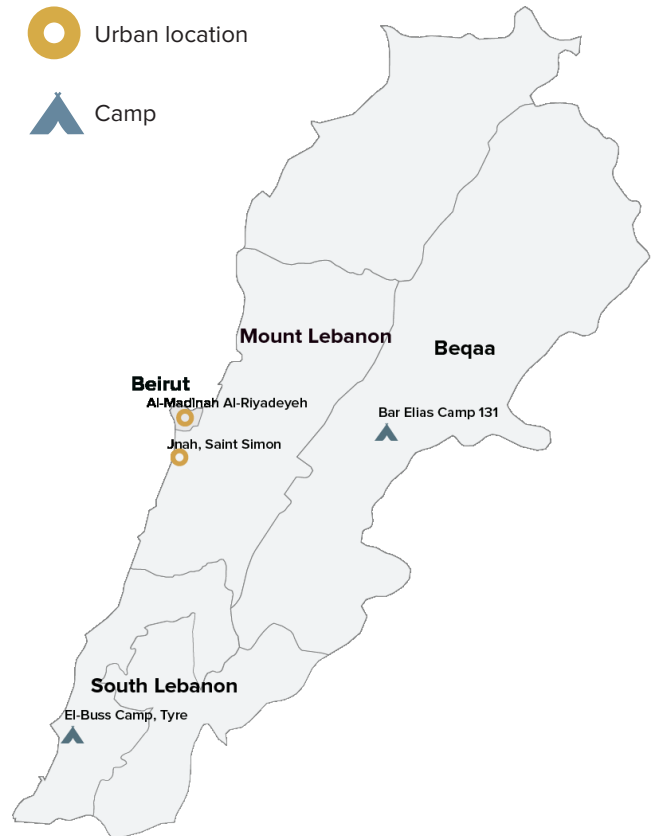 Urban location
Camp
Mount Lebanon
Beqaa
Beirut
Al-Madinah Al-Riyadeyeh
Bar Elias Camp 131
Jnah, Saint Simon
South Lebanon
El-Buss Camp, Tyre